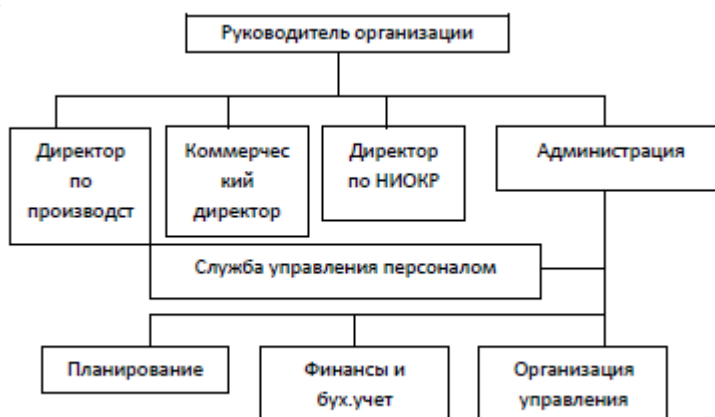 Руководитель организации
Директор
по
производст
Коммерчес
кий
директор
Директор
по НИОКР
Администрация
Служба управления персоналом
Планирование
Финансы и
бух.учет
Организация
управления